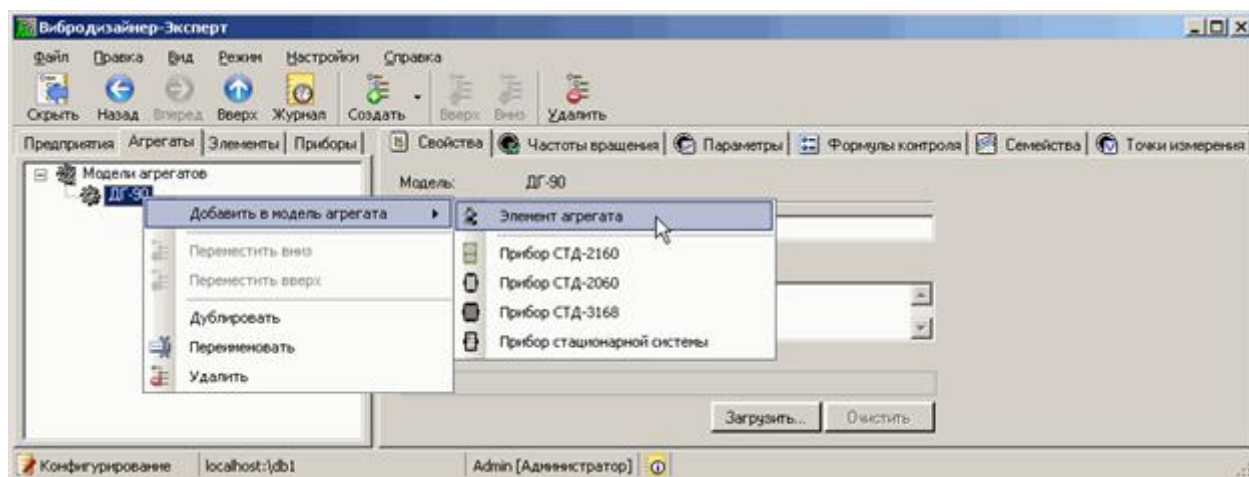 Вибродизайнер-Эксперт
Файл Правка Вид Режим Настройки Справка
Скрыть Назад Вперед Вверх Журнал Создать Вверх Вниз Удалить
Предприятия Агрегаты Элементы Приборы Свойства Частоты вращения Параметры Формулы контроля Семейства Точки измерения
Модели агрегатов Модель: ДГ-90
ДГ-90
Добавить в модель агрегата Элемент агрегата
Переместить вниз Прибор СТД-2160
Переместить вверх Прибор СТД-2060
Дублировать Прибор СТД-3168
Переименовать Прибор стационарной системы
Удалить
Загрузить... Очистить
Конфигурирование localhost:\db1 Admin [Администратор]